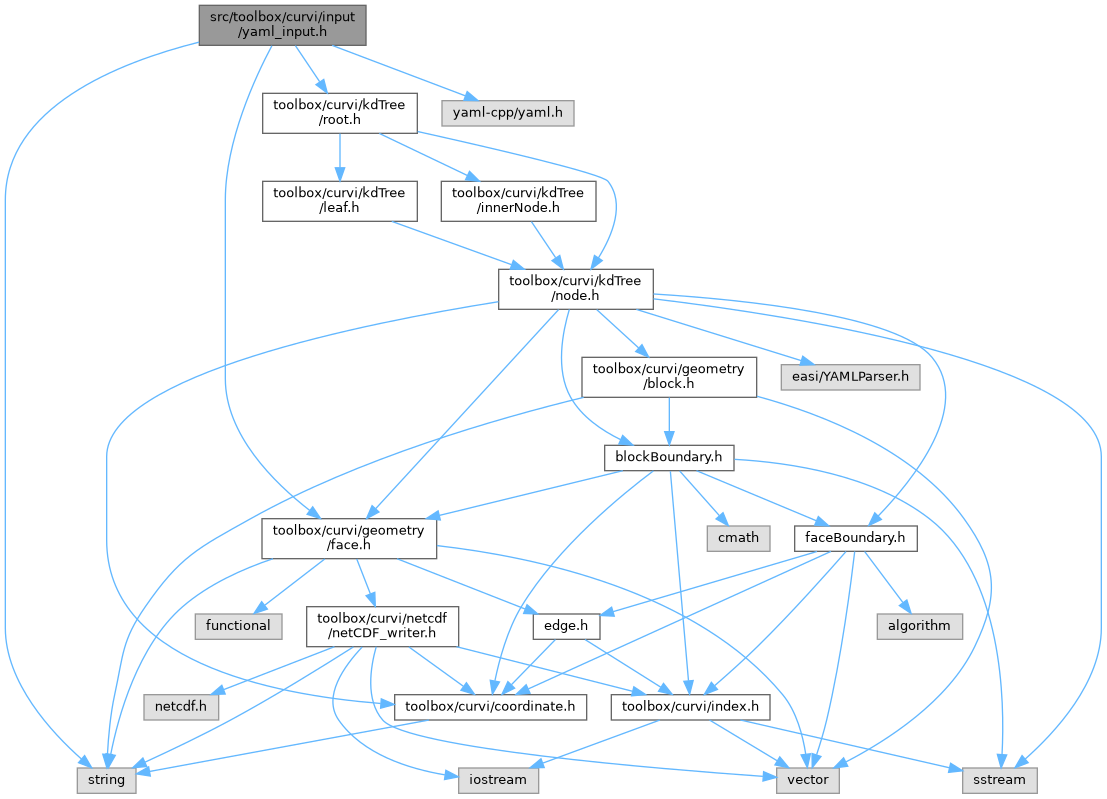 src/toolbox/curvi/input
/yaml_input.h
toolbox/curvi/kdTree
/root.h
yaml-cpp/yaml.h
toolbox/curvi/kdTree
/leaf.h
toolbox/curvi/kdTree
/innerNode.h
toolbox/curvi/kdTree
/node.h
toolbox/curvi/geometry
/block.h
easi/YAMLParser.h
blockBoundary.h
toolbox/curvi/geometry
/face.h
cmath
faceBoundary.h
functional
toolbox/curvi/netcdf
/netCDF_writer.h
edge.h
algorithm
netcdf.h
toolbox/curvi/coordinate.h
toolbox/curvi/index.h
string
iostream
vector
sstream